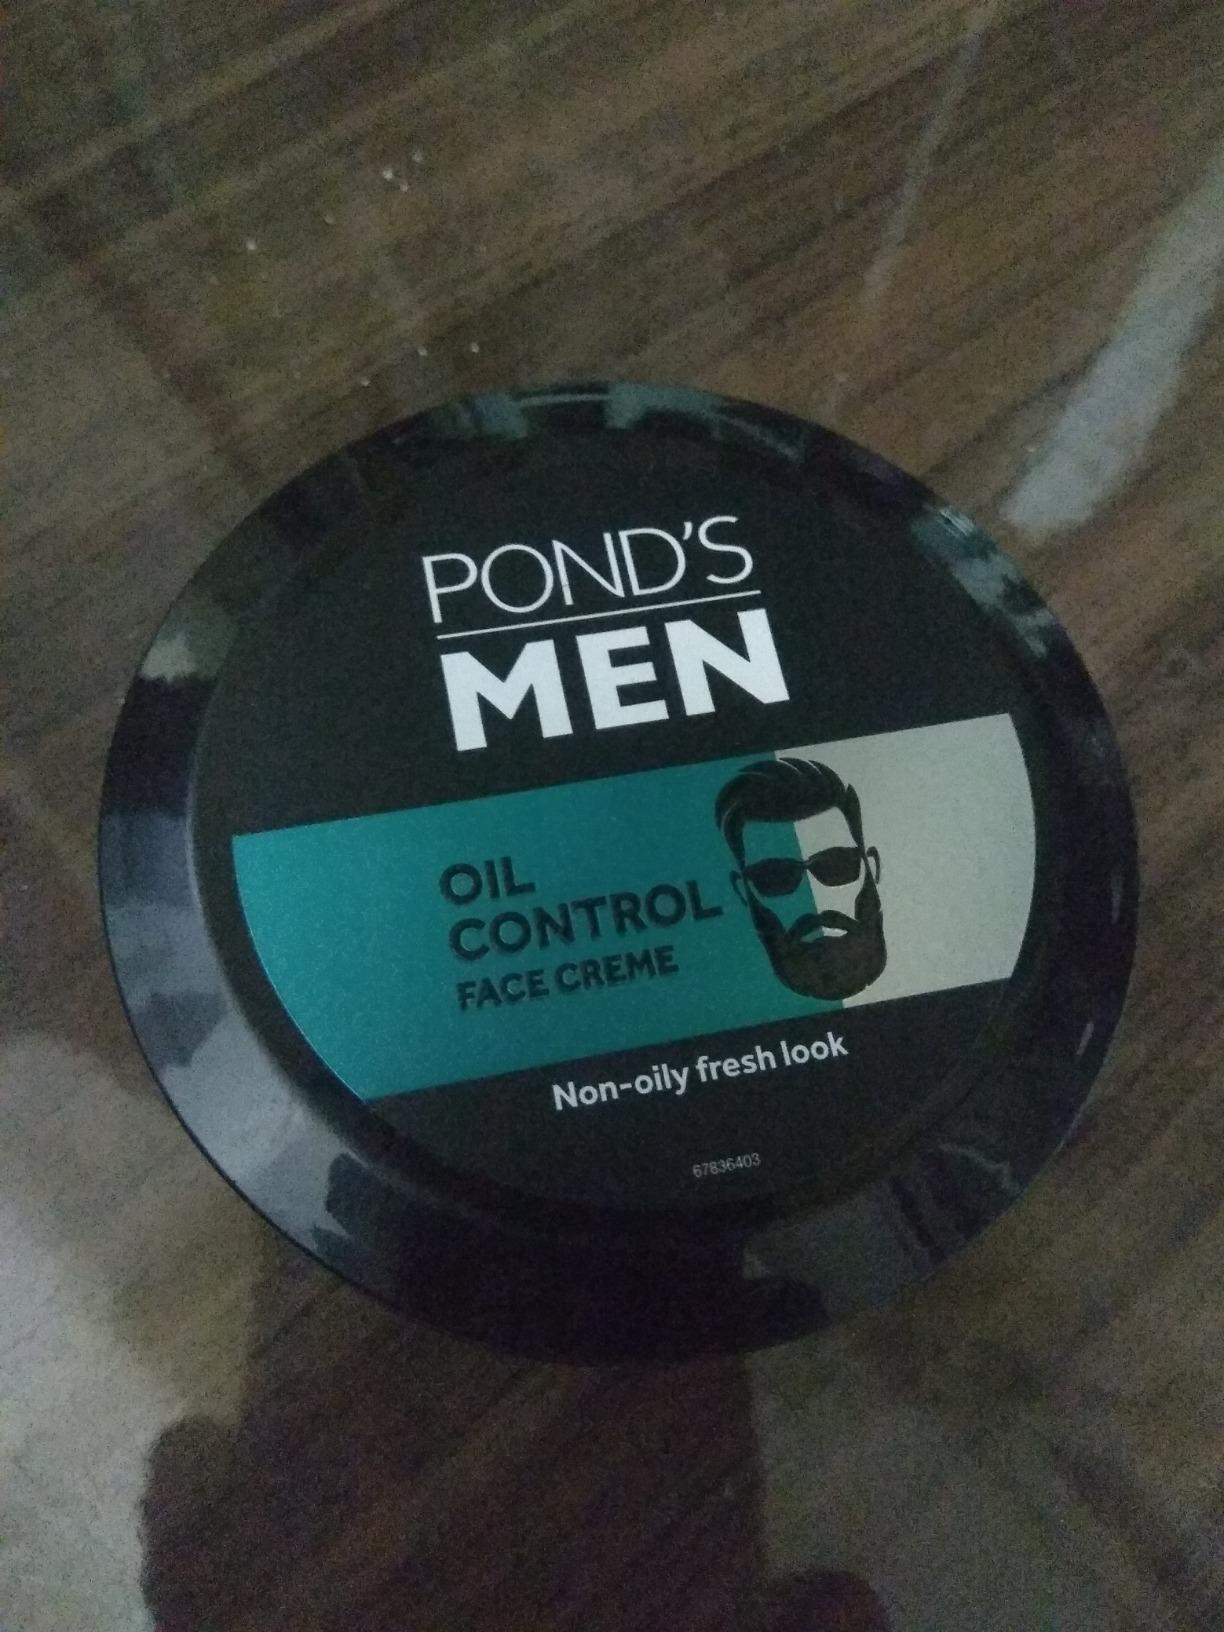 POND'S
MEN
OIL
CONTROL
FACE CREME
Non-oily fresh look
67836403